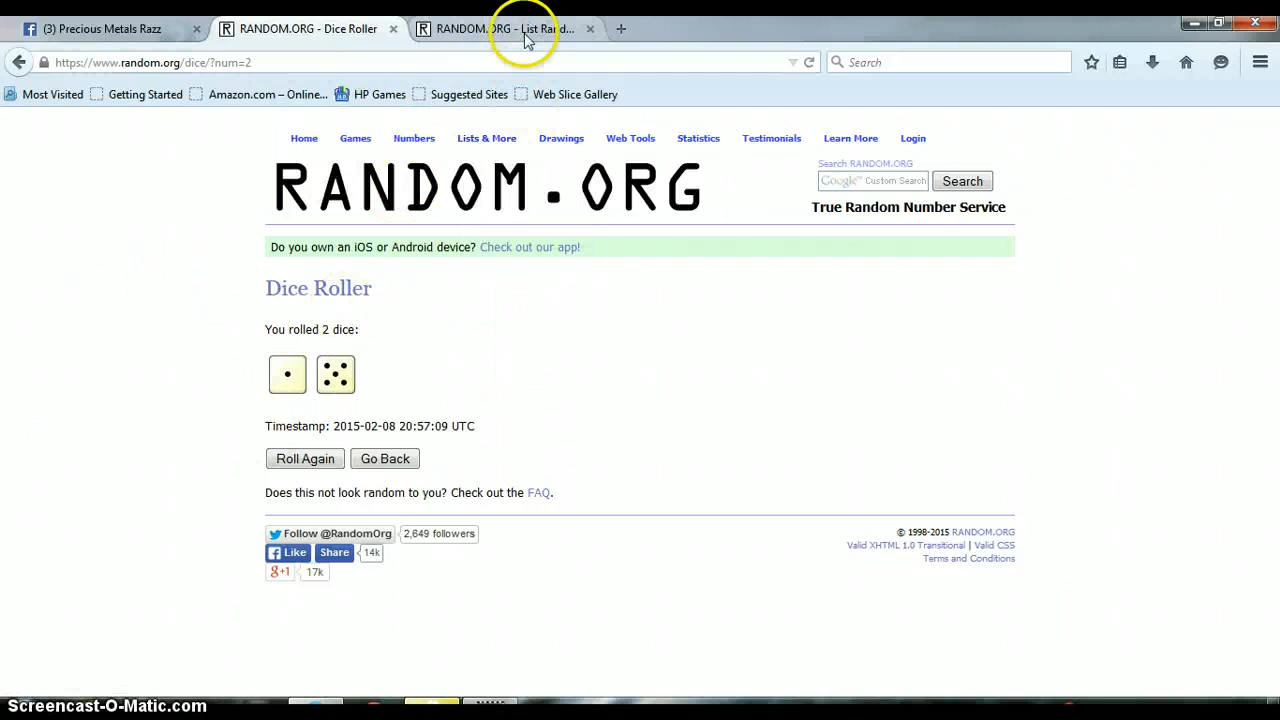 (3) Precious Metals Razz
RANDOM.ORG - Dice Roller
RANDOM.ORG - List Rand...
https://www.random.org/dice/?num=2
Search
Most Visited
Getting Started
Amazon.com – Online...
HP Games
Suggested Sites
Web Slice Gallery
Home Games Numbers Lists & More Drawings Web Tools Statistics Testimonials Learn More Login
RANDOM.ORG
Search RANDOM.ORG
Google™ Custom Search
Search
True Random Number Service
Do you own an iOS or Android device? Check out our app!
Dice Roller
You rolled 2 dice:
Timestamp: 2015-02-08 20:57:09 UTC
Roll Again
Go Back
Does this not look random to you? Check out the FAQ.
Follow @RandomOrg
2,649 followers
Like
Share
14k
g+1
17k
© 1998-2015 RANDOM.ORG
Valid XHTML 1.0 Transitional | Valid CSS
Terms and Conditions
Screencast-O-Matic.com